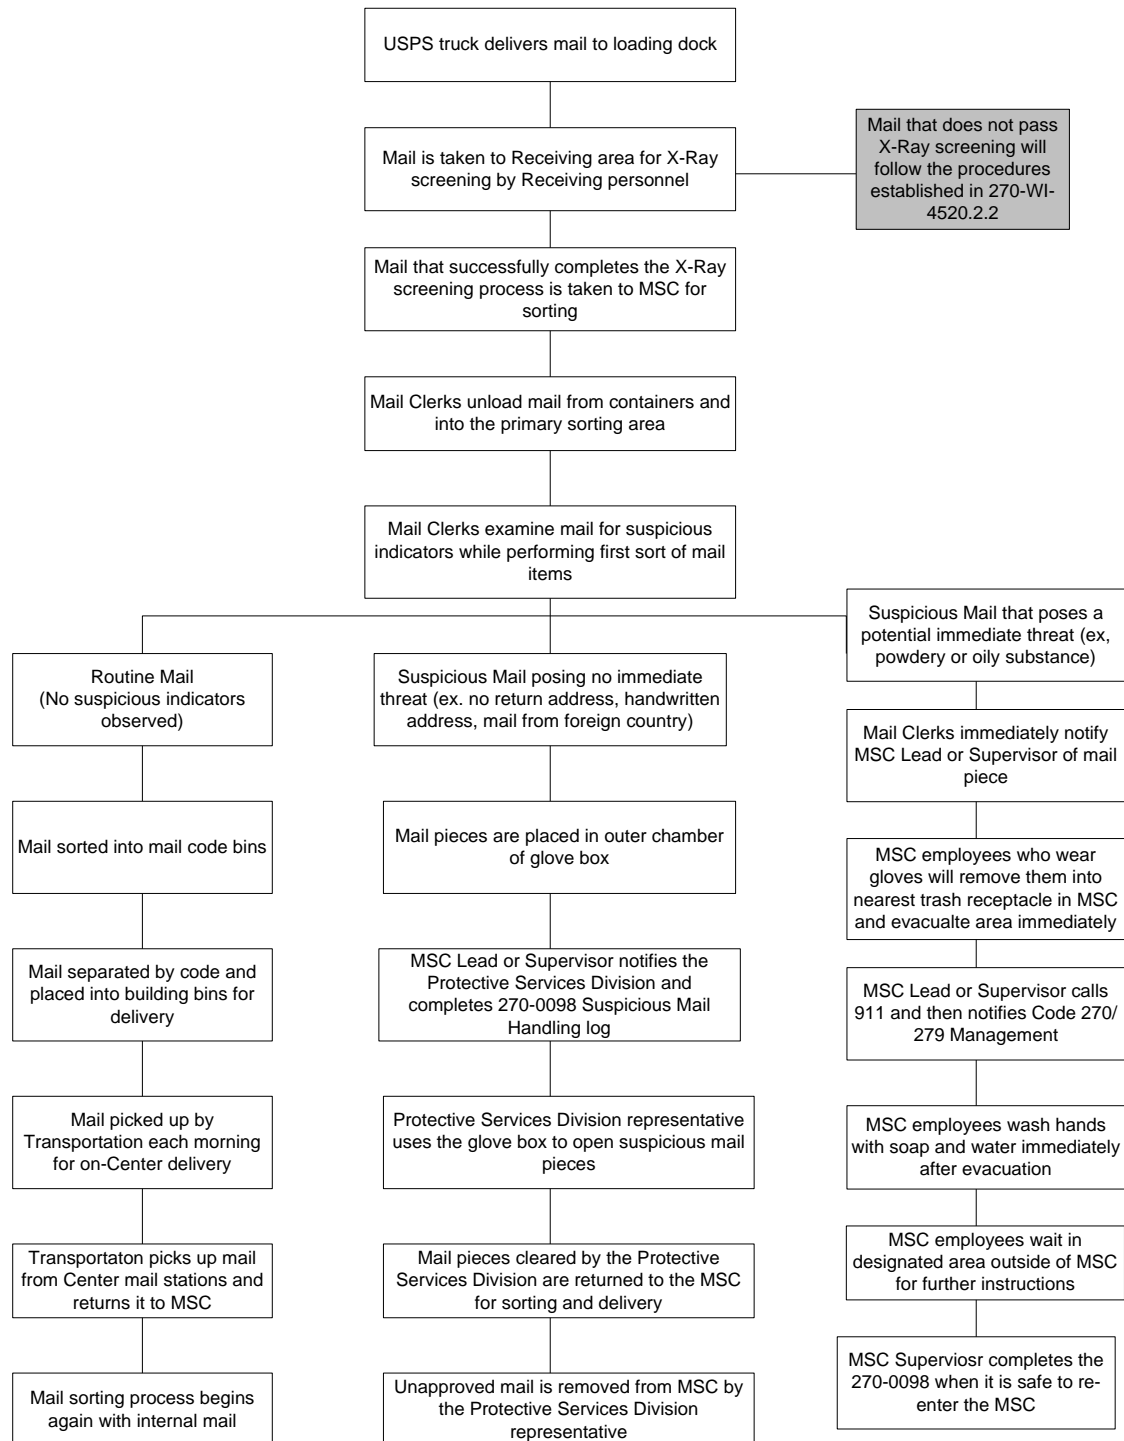 USPS truck delivers mail to loading dock
Mail is taken to Receiving area for X-Ray
screening by Receiving personnel
Mail that does not pass
X-Ray screening will
follow the procedures
established in 270-WI-
4520.2.2
Mail that successfully completes the X-Ray
screening process is taken to MSC for
sorting
Mail Clerks unload mail from containers and
into the primary sorting area
Mail Clerks examine mail for suspicious
indicators while performing first sort of mail
items
Routine Mail
(No suspicious indicators
observed)
Mail sorted into mail code bins
Mail separated by code and
placed into building bins for
delivery
Mail picked up by
Transportation each morning
for on-Center delivery
Transportaton picks up mail
from Center mail stations and
returns it to MSC
Mail sorting process begins
again with internal mail
Suspicious Mail posing no immediate
threat (ex. no return address, handwritten
address, mail from foreign country)
Mail pieces are placed in outer chamber
of glove box
MSC Lead or Supervisor notifies the
Protective Services Division and
completes 270-0098 Suspicious Mail
Handling log
Protective Services Division representative
uses the glove box to open suspicious mail
pieces
Mail pieces cleared by the Protective
Services Division are returned to the MSC
for sorting and delivery
Unapproved mail is removed from MSC by
the Protective Services Division
representative
Suspicious Mail that poses a
potential immediate threat (ex,
powdery or oily substance)
Mail Clerks immediately notify
MSC Lead or Supervisor of mail
piece
MSC employees who wear
gloves will remove them into
nearest trash receptacle in MSC
and evacualte area immediately
MSC Lead or Supervisor calls
911 and then notifies Code 270/
279 Management
MSC employees wash hands
with soap and water immediately
after evacuation
MSC employees wait in
designated area outside of MSC
for further instructions
MSC Superviosr completes the
270-0098 when it is safe to re-
enter the MSC